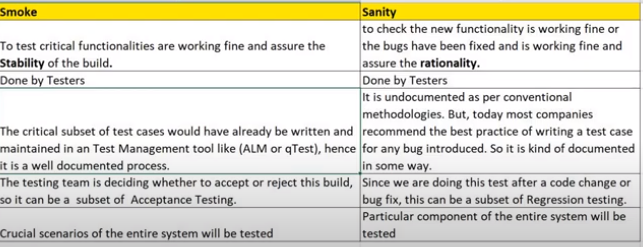 Smoke
To test critical functionalities are working fine and assure the
Stability of the build.
Done by Testers
The critical subset of test cases would have already be written and
maintained in an Test Management tool like (ALM or qTest), hence
it is a well documented process.
The testing team is deciding whether to accept or reject this build,
so it can be a subset of Acceptance Testing.
Crucial scenarios of the entire system will be tested
Sanity
to check the new functionality is working fine or
the bugs have been fixed and is working fine and
assure the rationality.
Done by Testers
It is undocumented as per conventional
methodologies. But, today most companies
recommend the best practice of writing a test case
for any bug introduced. So it is kind of documented
in some way.
Since we are doing this test after a code change or
bug fix, this can be a subset of Regression testing.
Particular component of the entire system will be
tested